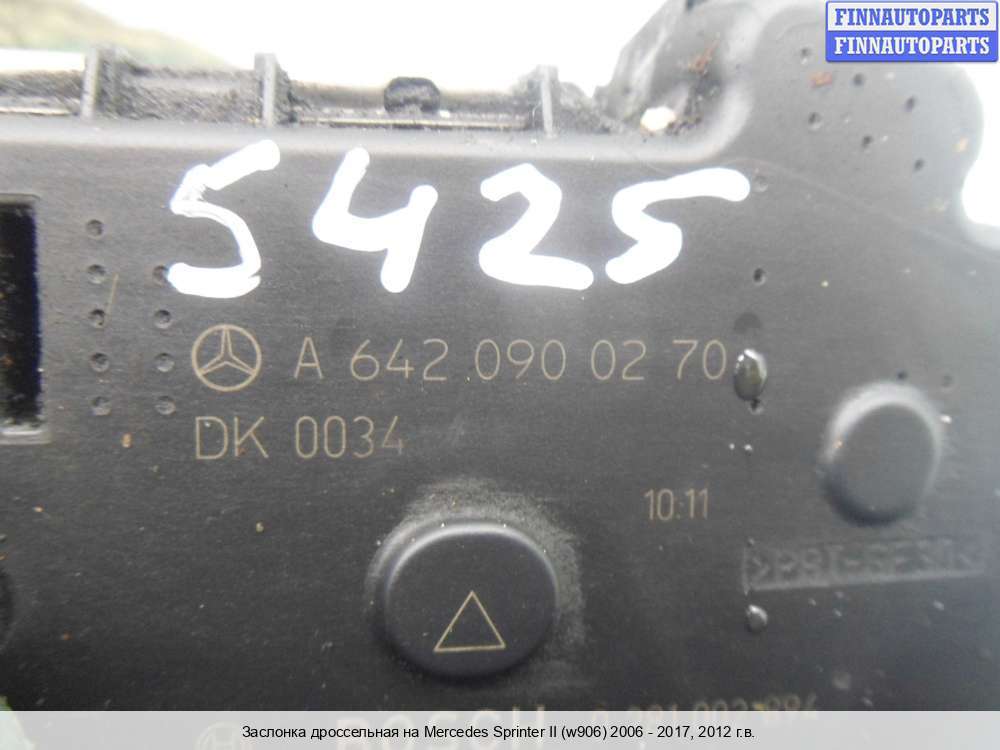 FINNAUTOPARTS
FINNAUTOPARTS
5425
A 642 090 02 70
DK 0034
10:11
>PBT-GF30<
BOSCH
Заслонка дроссельная на Mercedes Sprinter II (w906) 2006 - 2017, 2012 г.в.